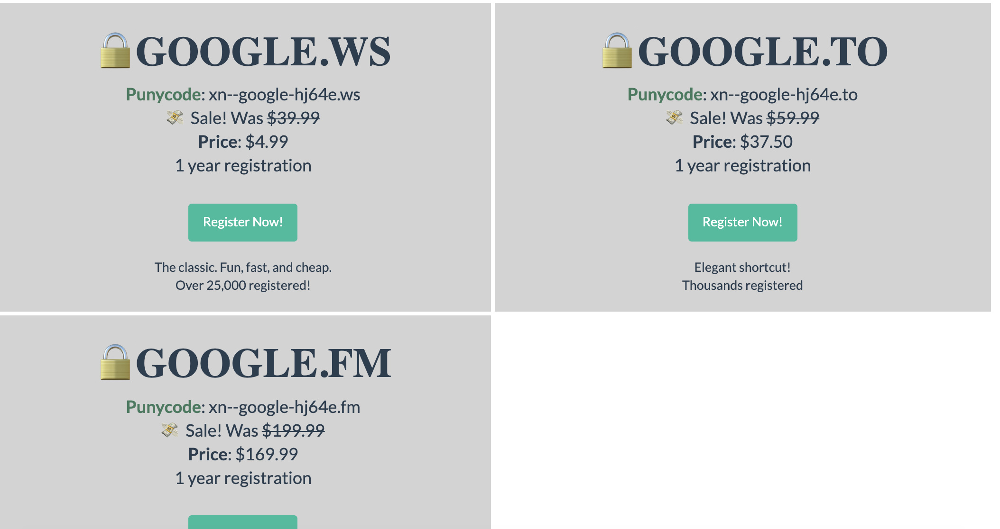 🔒GOOGLE.WS
Punycode: xn--google-hj64e.ws
💸 Sale! Was $39.99
Price: $4.99
1 year registration
Register Now!
The classic. Fun, fast, and cheap.
Over 25,000 registered!
🔒GOOGLE.TO
Punycode: xn--google-hj64e.to
💸 Sale! Was $59.99
Price: $37.50
1 year registration
Register Now!
Elegant shortcut!
Thousands registered
🔒GOOGLE.FM
Punycode: xn--google-hj64e.fm
💸 Sale! Was $199.99
Price: $169.99
1 year registration